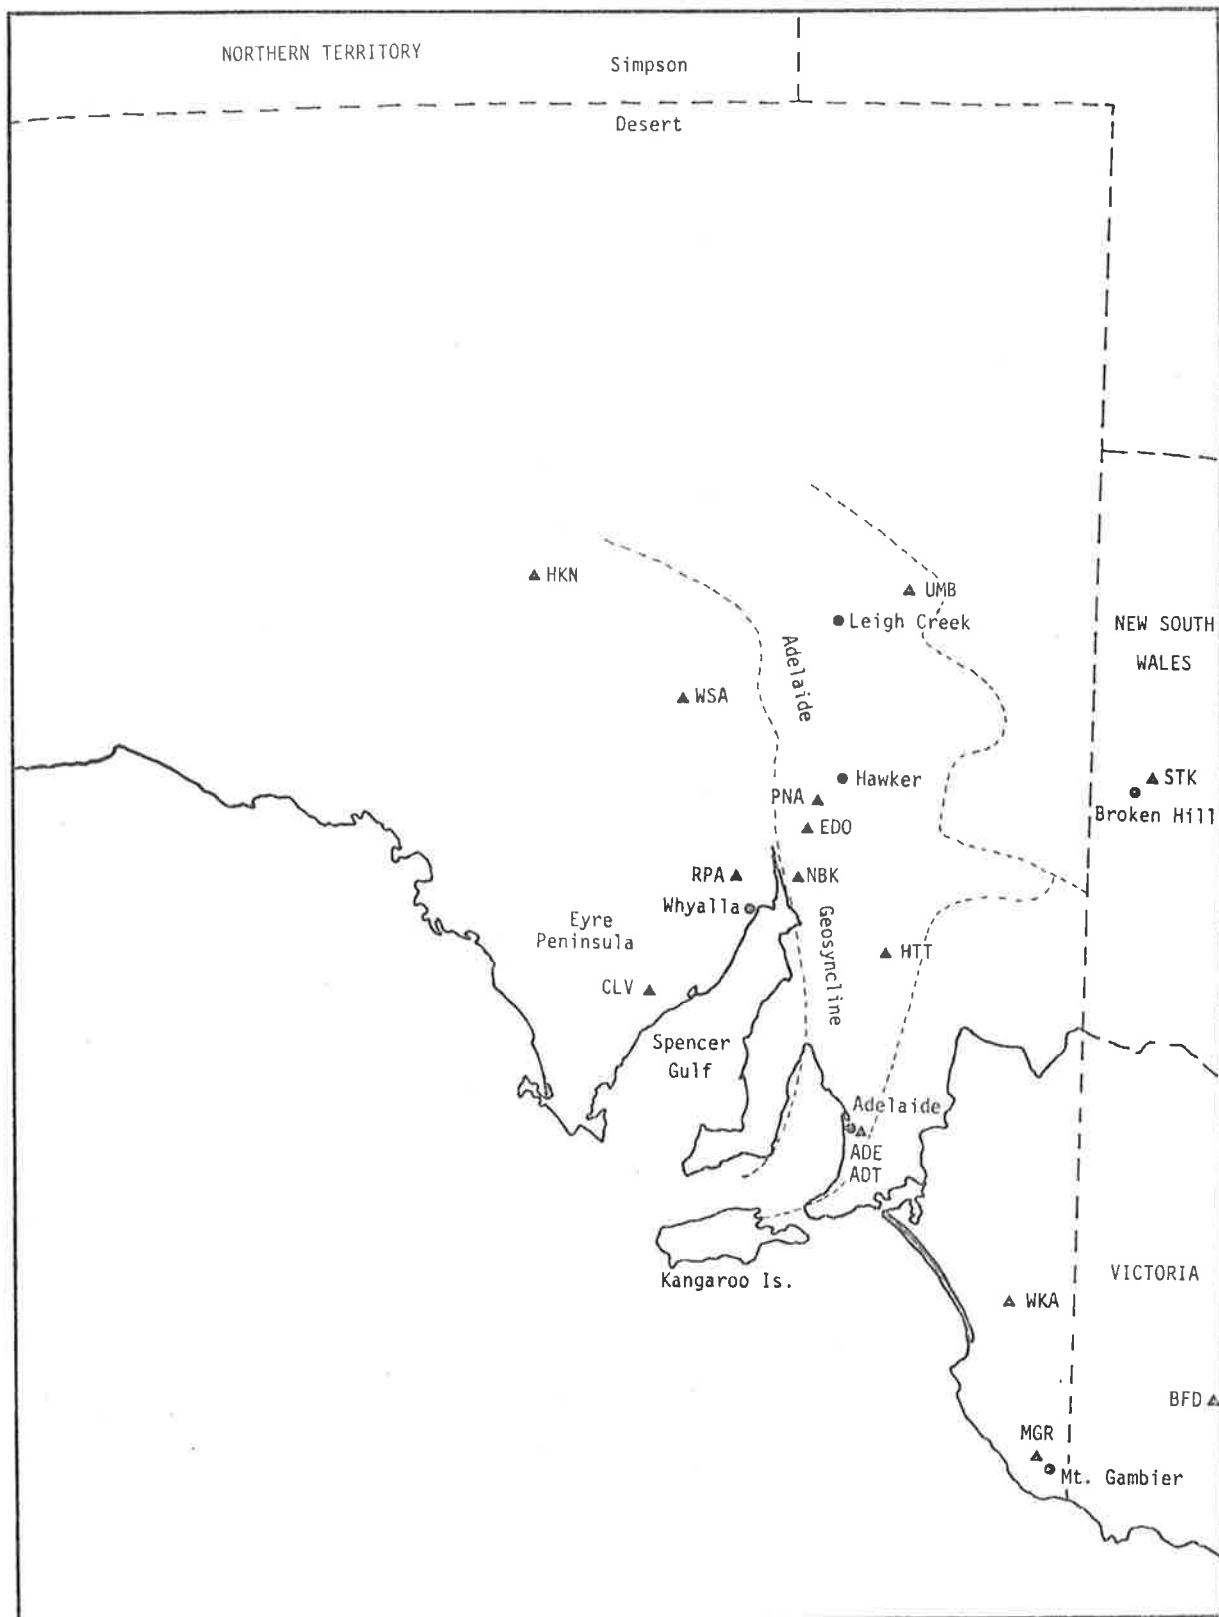 NORTHERN TERRITORY
Simpson
Desert
HKN
UMB
Leigh Creek
NEW SOUTH
WALES
Adelaide
WSA
Hawker
STK
PNA
Broken Hill
EDO
RPA
NBK
Whyalla
Eyre
Peninsula
Geosyncline
HTT
CLV
Spencer
Gulf
Adelaide
ADE
ADT
Kangaroo Is.
VICTORIA
WKA
BFD
MGR
Mt. Gambier